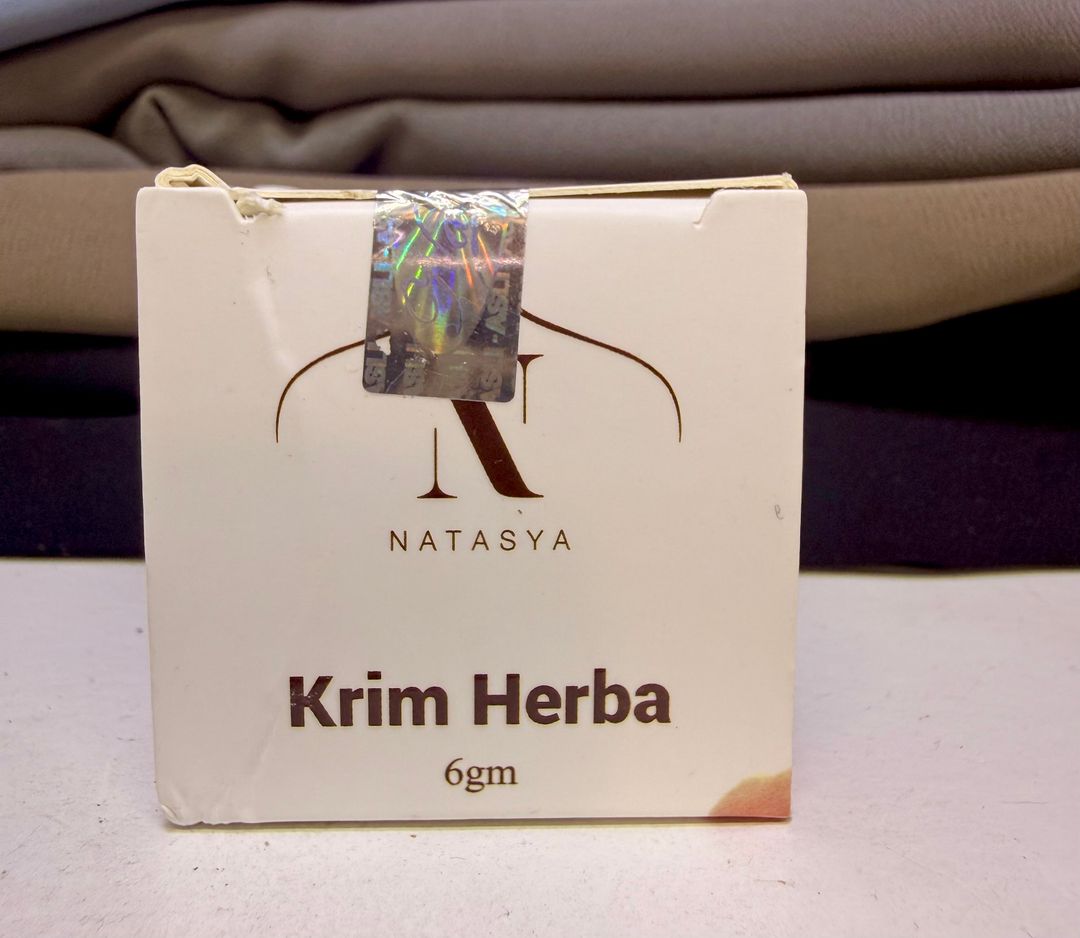 N
NATASYA
Krim Herba
6gm